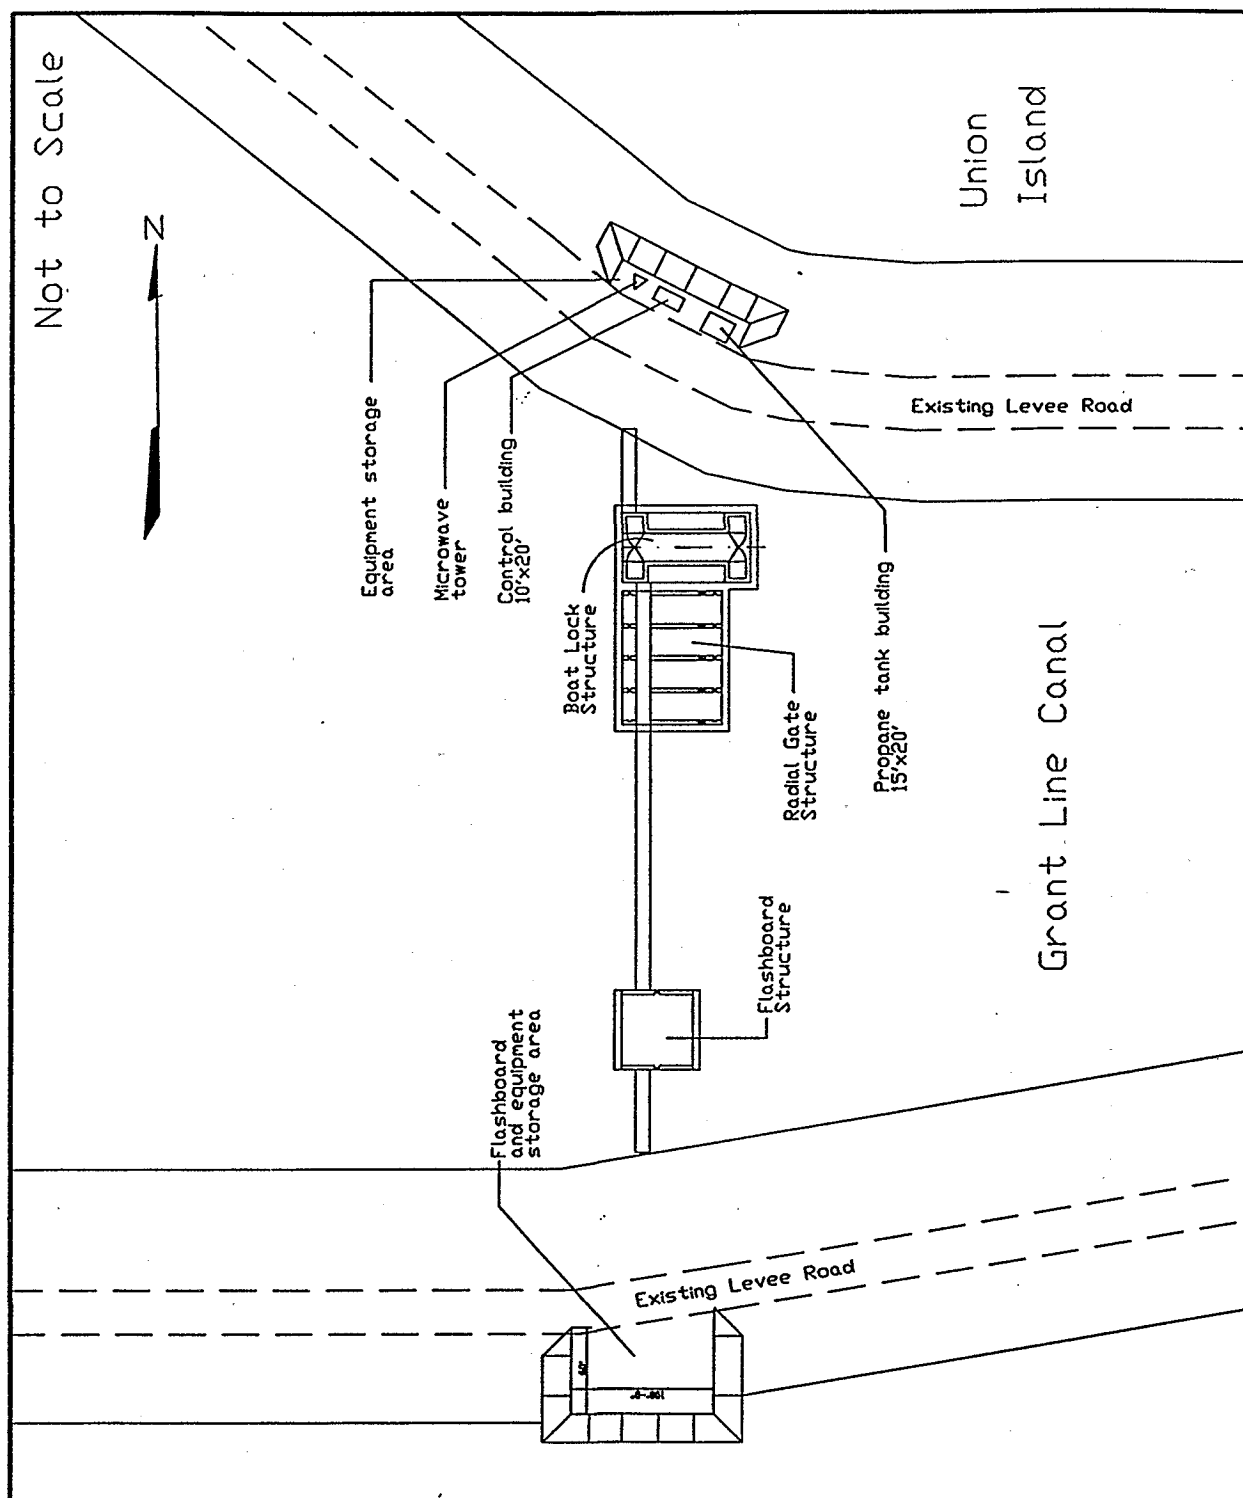 Not to Scale
N
Union
Island
Equipment storage
area
Microwave
tower
Control building
10'x20'
Existing Levee Road
Boat Lock
Structure
Radial Gate
Structure
Propane tank building
15'x20'
Grant Line Canal
Flashboard
Structure
Flashboard
and equipment
storage area
Existing Levee Road
60'